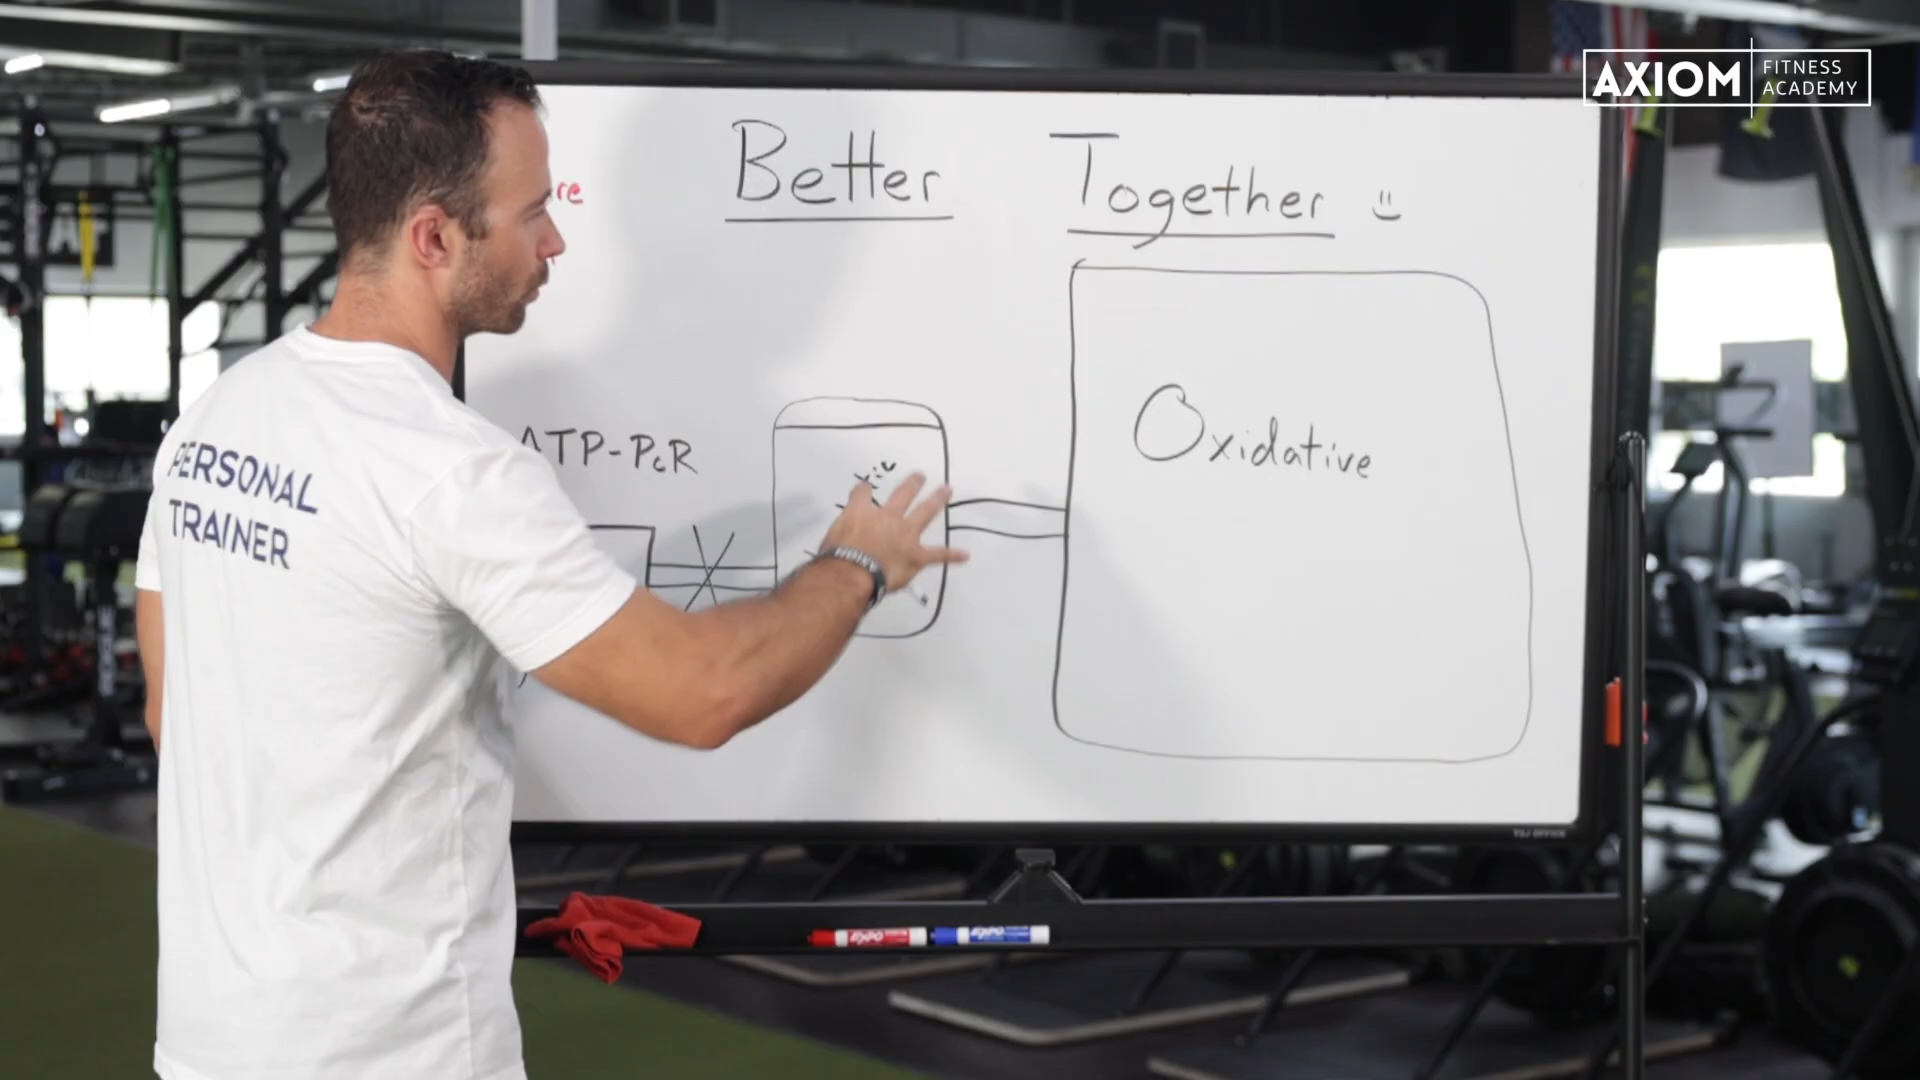 AXIOM FITNESS ACADEMY
Better Together
ATP-PcR
Oxidative
PERSONAL
TRAINER
EXPO
EXPO